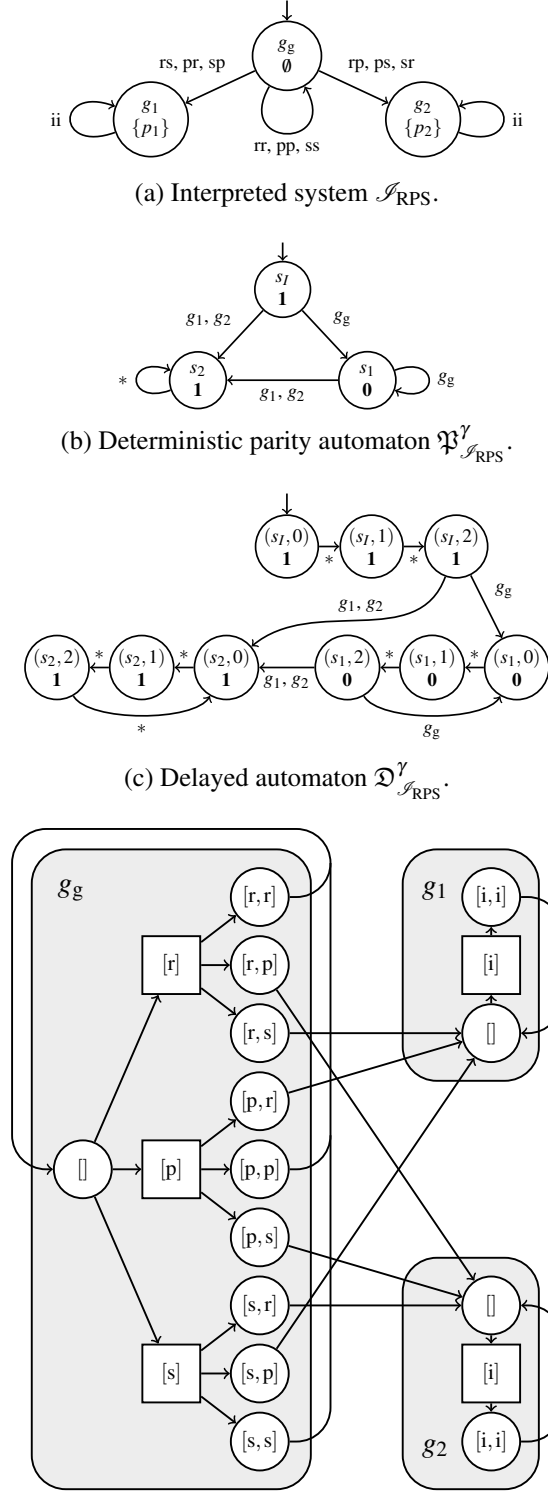 g_g
∅
rs, pr, sp
rp, ps, sr
g_1
{p_1}
g_2
{p_2}
ii
ii
rr, pp, ss
(a) Interpreted system 𝓘_RPS.
s_I
1
g_1, g_2
g_g
s_2
1
s_1
0
*
g_g
g_1, g_2
(b) Deterministic parity automaton 𝔓^γ_𝓘_RPS.
(s_I,0)
1
*
(s_I,1)
1
*
(s_I,2)
1
g_1, g_2
g_g
(s_2,2)
1
*
(s_2,1)
1
*
(s_2,0)
1
g_1, g_2
(s_1,2)
0
*
(s_1,1)
0
*
(s_1,0)
0
*
g_g
(c) Delayed automaton 𝔇^γ_𝓘_RPS.
g_g
[r,r]
[r]
[r,p]
[r,s]
[p,r]
[]
[p]
[p,p]
[p,s]
[s,r]
[s]
[s,p]
[s,s]
g_1
[i,i]
[i]
[]
[]
[i]
g_2
[i,i]